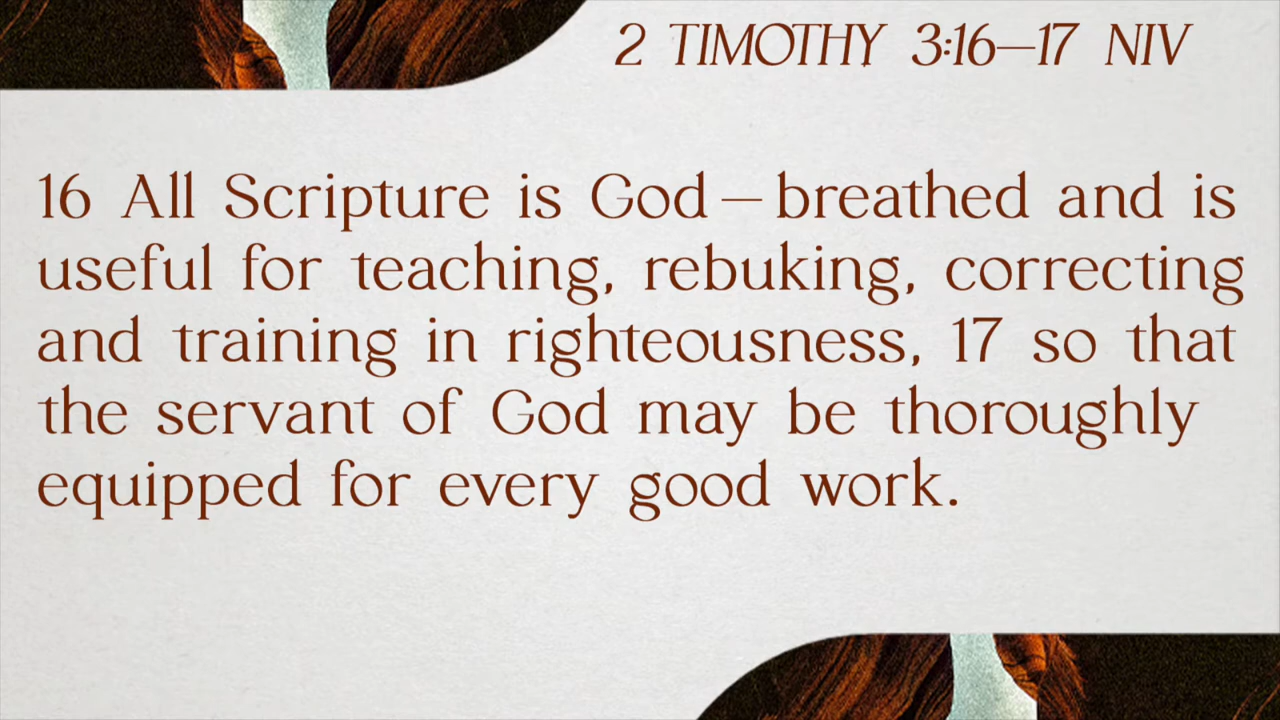 2 TIMOTHY 3:16—17 NIV
16 All Scripture is God—breathed and is
useful for teaching, rebuking, correcting
and training in righteousness, 17 so that
the servant of God may be thoroughly
equipped for every good work.